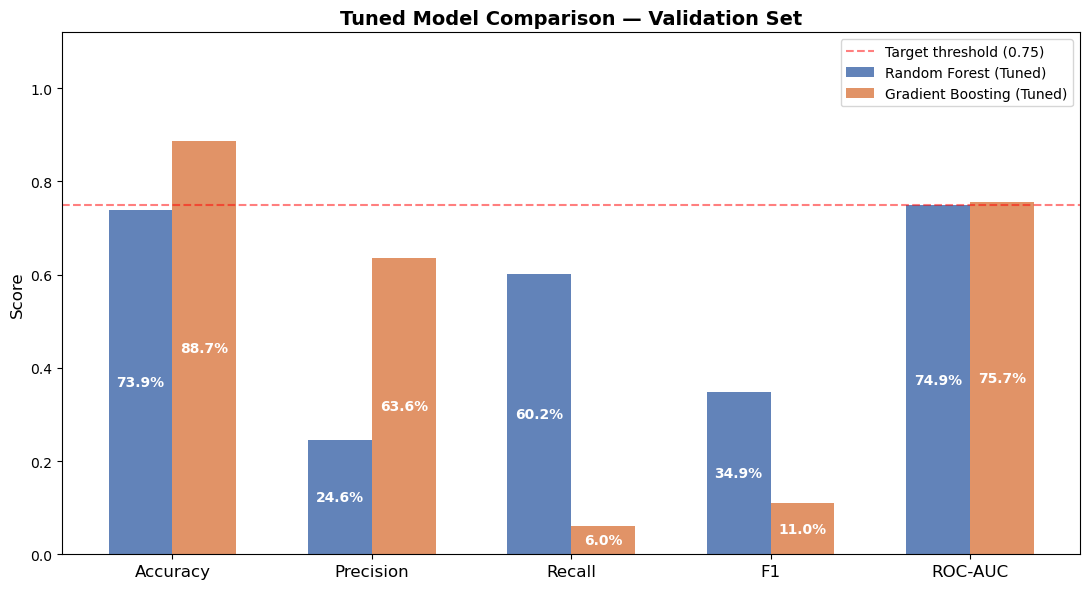 Tuned Model Comparison — Validation Set
Target threshold (0.75)
Random Forest (Tuned)
Gradient Boosting (Tuned)
Score
1.0
0.8
0.6
0.4
0.2
0.0
73.9%
88.7%
24.6%
63.6%
60.2%
6.0%
34.9%
11.0%
74.9%
75.7%
Accuracy
Precision
Recall
F1
ROC-AUC